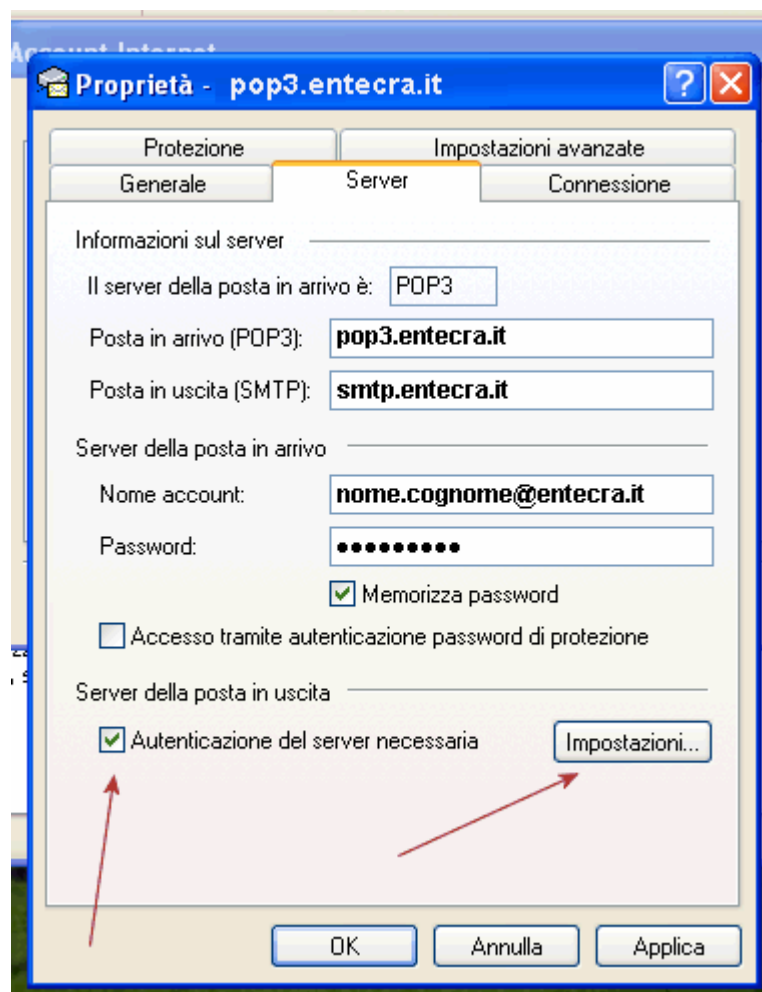 Account Internet
Proprietà - pop3.entecra.it
Protezione Impostazioni avanzate
Generale Server Connessione
Informazioni sul server
Il server della posta in arrivo è: POP3
Posta in arrivo (POP3): pop3.entecra.it
Posta in uscita (SMTP): smtp.entecra.it
Server della posta in arrivo
Nome account: nome.cognome@entecra.it
Password: •••••••••
Memorizza password
Accesso tramite autenticazione password di protezione
Server della posta in uscita
Autenticazione del server necessaria Impostazioni...
OK Annulla Applica